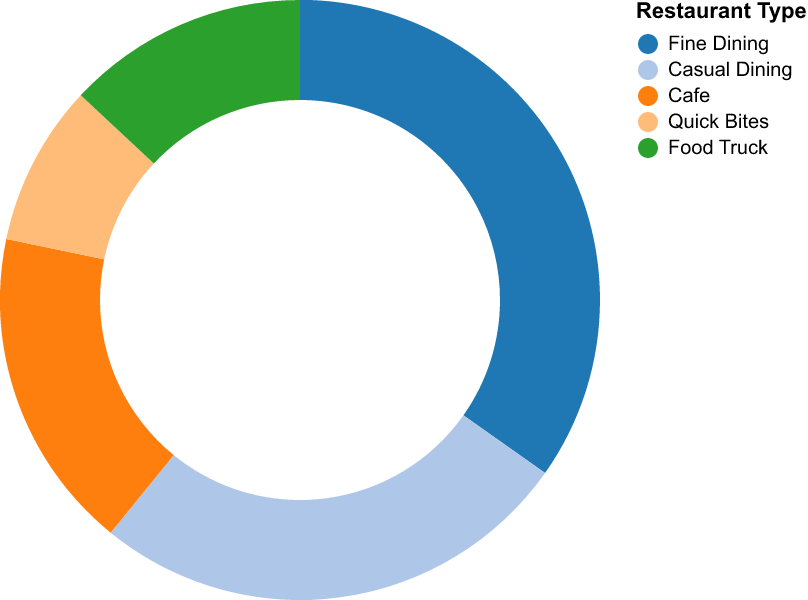 Restaurant Type
Fine Dining
Casual Dining
Cafe
Quick Bites
Food Truck